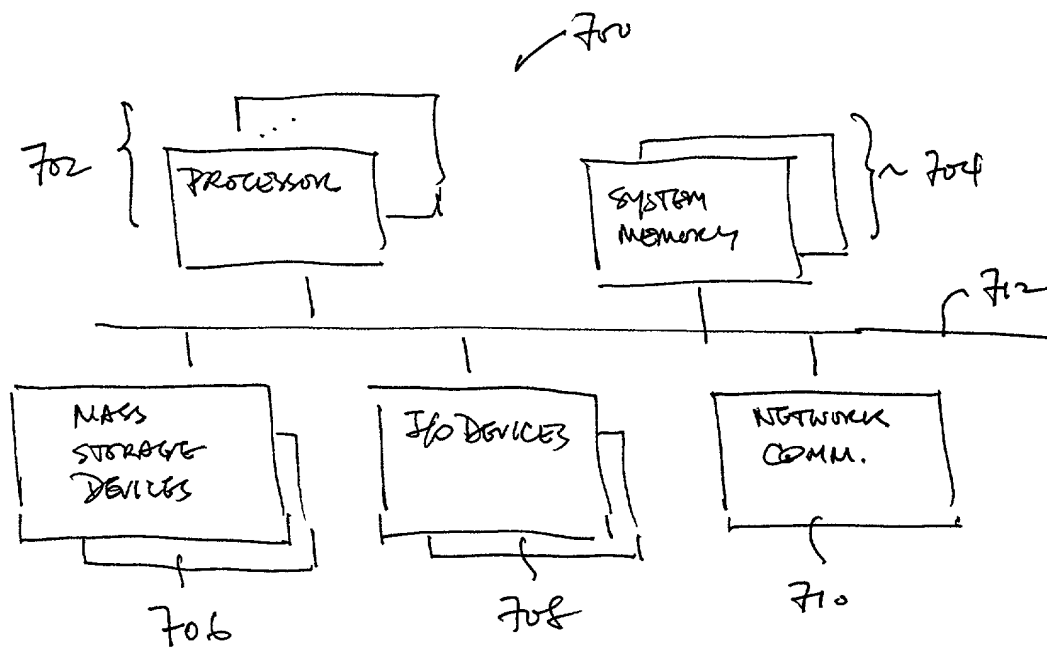 700
702
...
PROCESSOR
SYSTEM
MEMORY
704
712
MASS
STORAGE
DEVICES
I/O DEVICES
NETWORK
COMM.
706
708
710